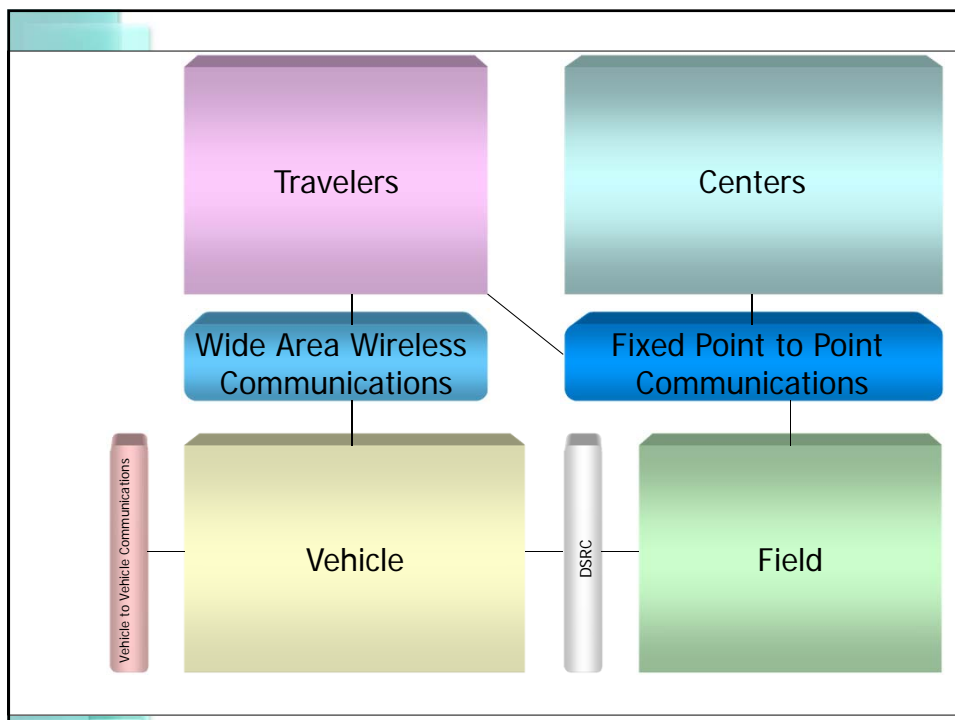 Travelers
Centers
Wide Area Wireless
Communications
Fixed Point to Point
Communications
Vehicle to Vehicle Communications
Vehicle
DSRC
Field